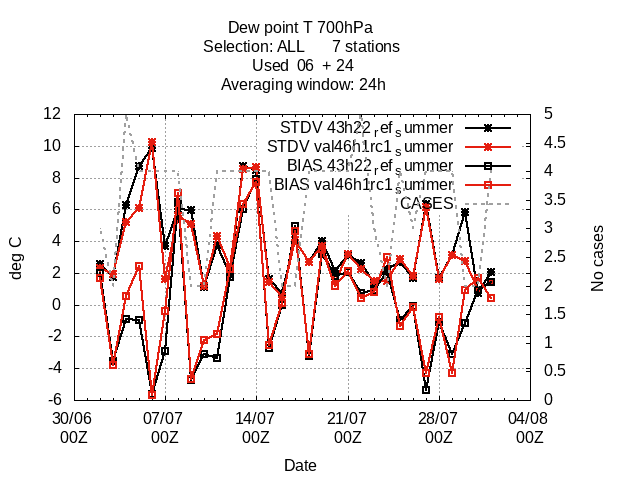 Dew point T 700hPa
Selection: ALL 7 stations
Used 06 + 24
Averaging window: 24h
STDV 43h22_ref_summer
STDV val46h1rc1_summer
BIAS 43h22_ref_summer
BIAS val46h1rc1_summer
CASES
12
10
8
6
4
2
0
-2
-4
-6
deg C
5
4.5
4
3.5
3
2.5
2
1.5
1
0.5
0
No cases
30/06 07/07 14/07 21/07 28/07 04/08
00Z 00Z 00Z 00Z 00Z 00Z
Date